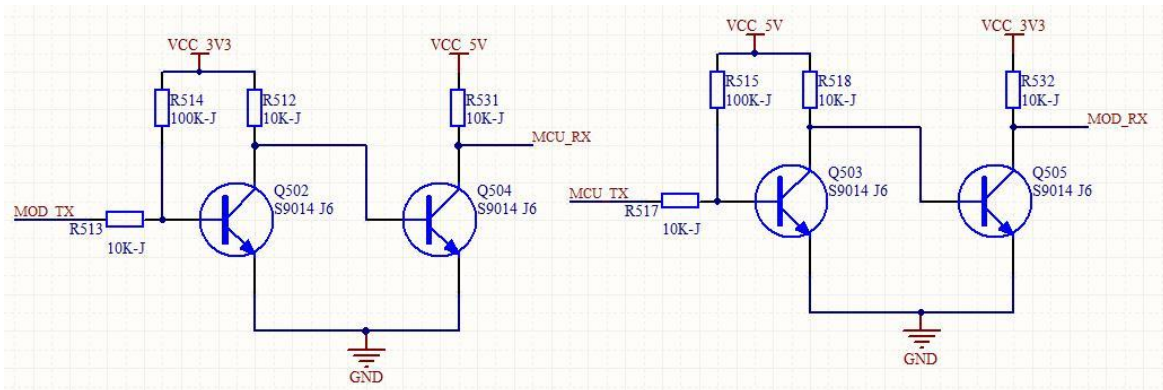 VCC_3V3
R514
100K-J
R512
10K-J
VCC_5V
R531
10K-J
MCU_RX
Q502
S9014 J6
Q504
S9014 J6
MOD_TX
R513
10K-J
GND
VCC_5V
R515
100K-J
R518
10K-J
VCC_3V3
R532
10K-J
MOD_RX
Q503
S9014 J6
Q505
S9014 J6
MCU_TX
R517
10K-J
GND